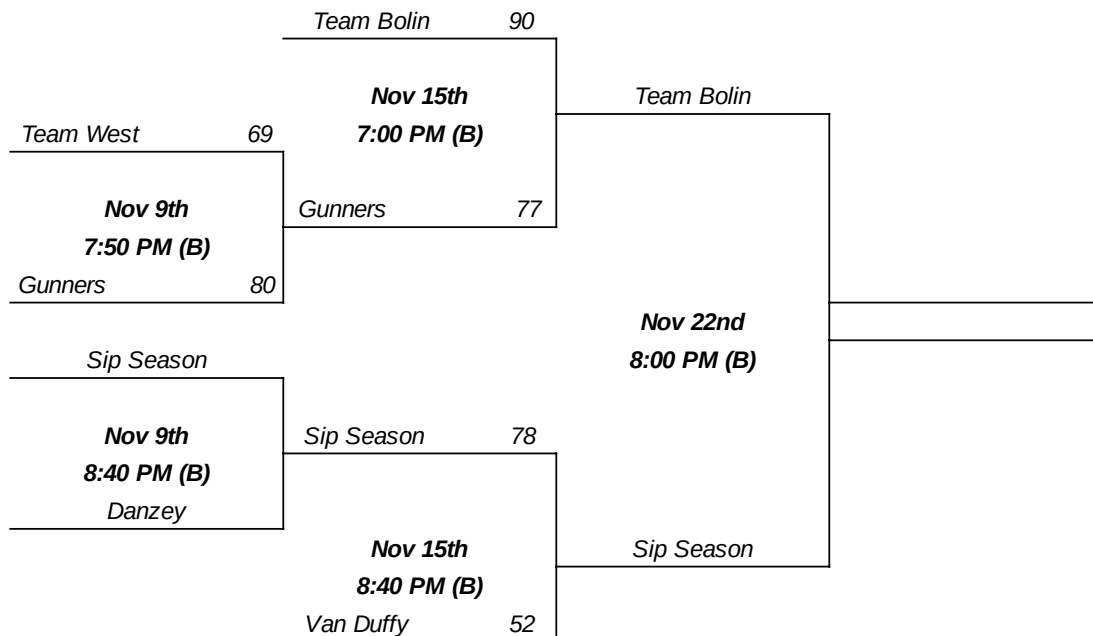 Team Bolin 90
Nov 15th
7:00 PM (B)
Team Bolin
Team West 69
Nov 9th
7:50 PM (B)
Gunners 77
Gunners 80
Nov 22nd
8:00 PM (B)
Sip Season
Nov 9th
8:40 PM (B)
Sip Season 78
Danzey
Nov 15th
8:40 PM (B)
Sip Season
Van Duffy 52